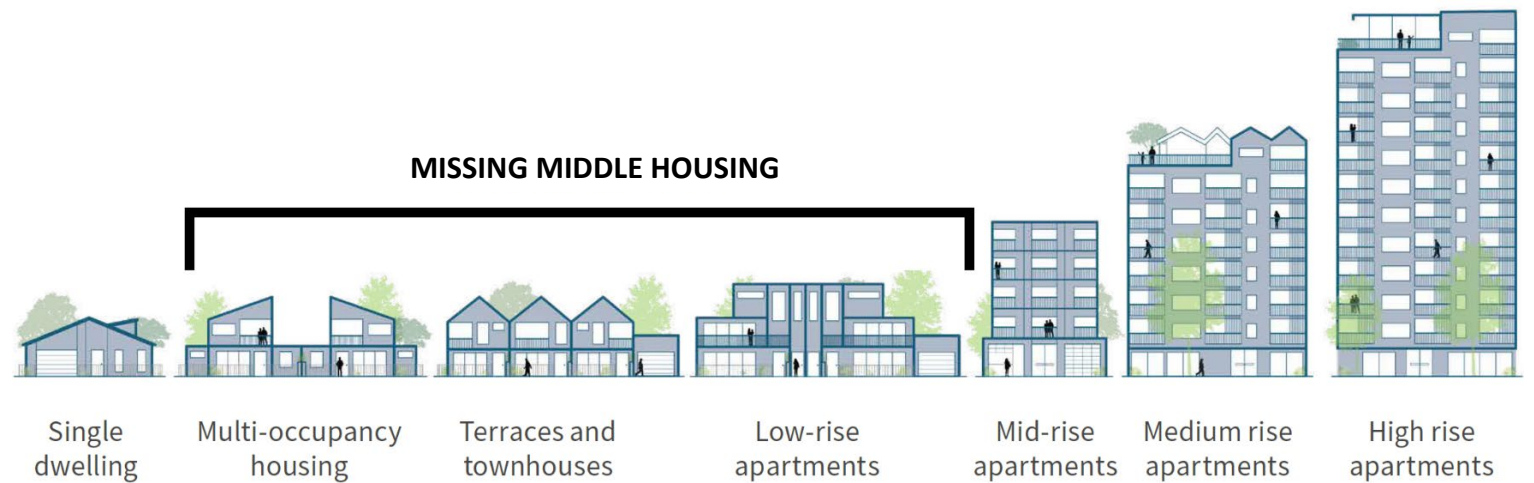 MISSING MIDDLE HOUSING
Single
dwelling
Multi-occupancy
housing
Terraces and
townhouses
Low-rise
apartments
Mid-rise
apartments
Medium rise
apartments
High rise
apartments